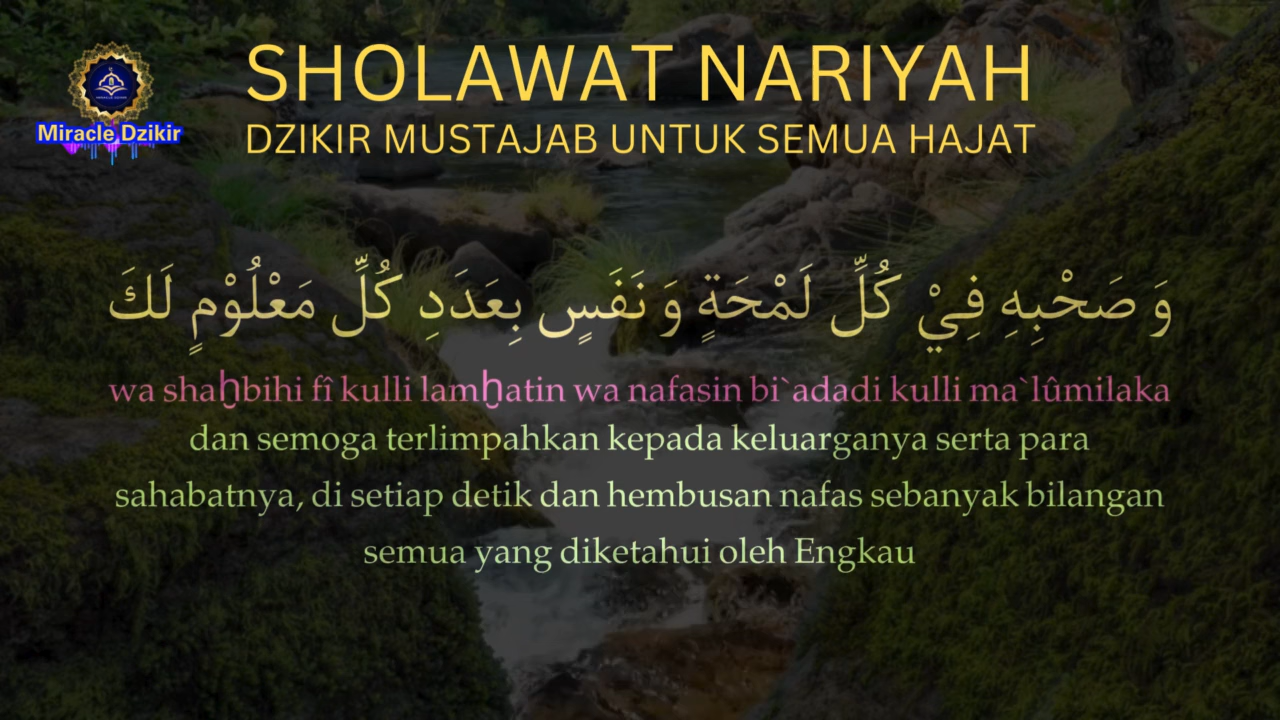 SHOLAWAT NARIYAH
DZIKIR MUSTAJAB UNTUK SEMUA HAJAT
Miracle Dzikir
وَ صَحْبِهِ فِيْ كُلِّ لَمْحَةٍ وَ نَفَسٍ بِعَدَدِ كُلِّ مَعْلُوْمٍ لَكَ
wa shaḫbihi fî kulli lamḫatin wa nafasin bi`adadi kulli ma`lûmilaka
dan semoga terlimpahkan kepada keluarganya serta para
sahabatnya, di setiap detik dan hembusan nafas sebanyak bilangan
semua yang diketahui oleh Engkau